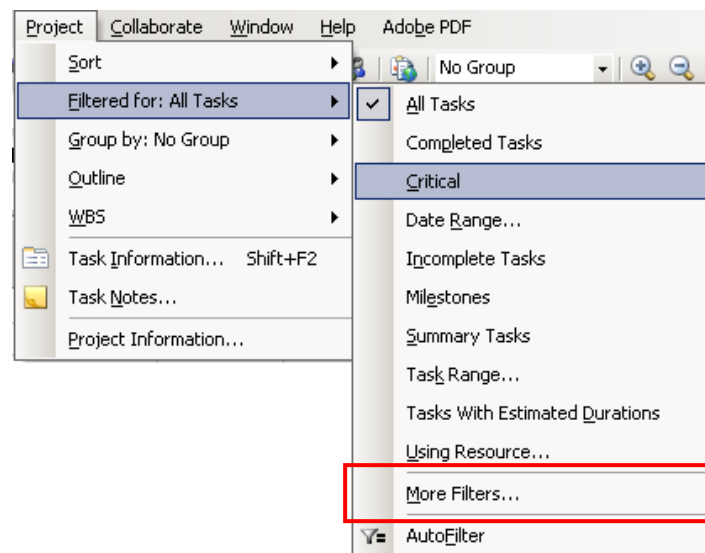 Project Collaborate Window Help Adobe PDF
No Group
Sort
Filtered for: All Tasks
Group by: No Group
Outline
WBS
Task Information... Shift+F2
Task Notes...
Project Information...
All Tasks
Completed Tasks
Critical
Date Range...
Incomplete Tasks
Milestones
Summary Tasks
Task Range...
Tasks With Estimated Durations
Using Resource...
More Filters...
AutoFilter